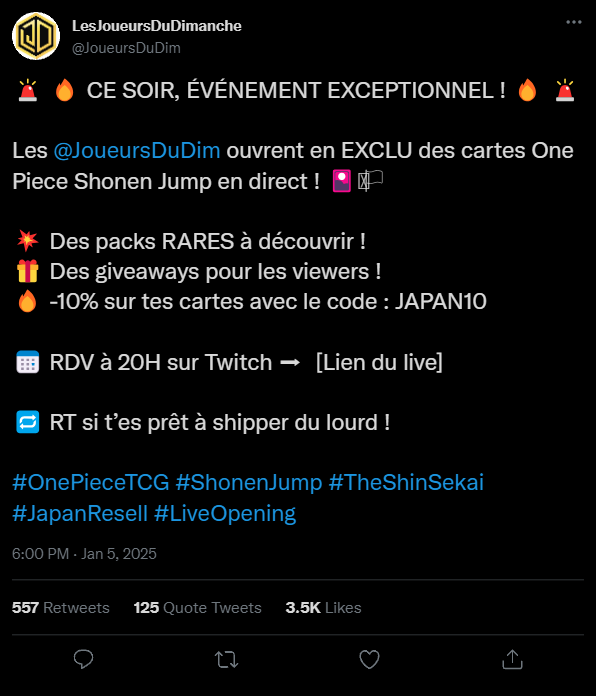 LesJoueursDuDimanche
@JoueursDuDim
🚨 🔥 CE SOIR, ÉVÉNEMENT EXCEPTIONNEL ! 🔥 🚨
Les @JoueursDuDim ouvrent en EXCLU des cartes One
Piece Shonen Jump en direct ! 🎴
💥 Des packs RARES à découvrir !
🎁 Des giveaways pour les viewers !
🔥 -10% sur tes cartes avec le code : JAPAN10
📅 RDV à 20H sur Twitch ➡ [Lien du live]
🔁 RT si t’es prêt à shipper du lourd !
#OnePieceTCG #ShonenJump #TheShinSekai
#JapanResell #LiveOpening
6:00 PM · Jan 5, 2025
557 Retweets 125 Quote Tweets 3.5K Likes